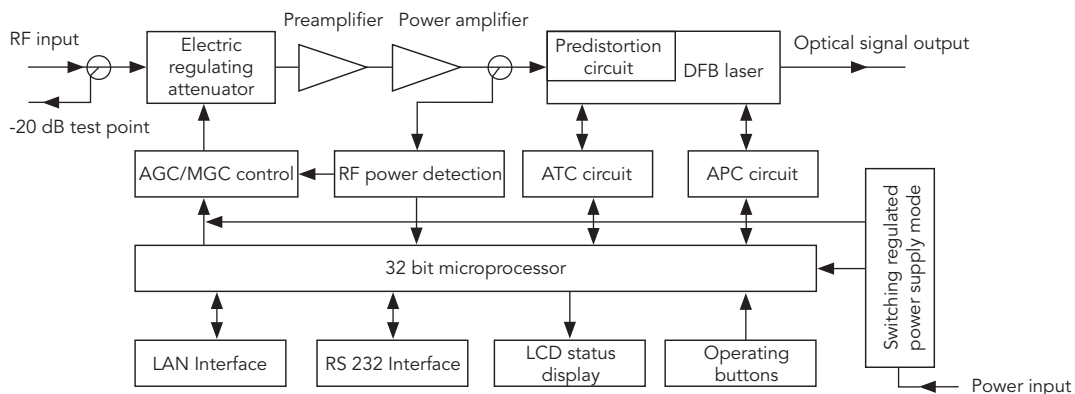 Preamplifier
Power amplifier
RF input
Electric
regulating
attenuator
Predistortion
circuit
DFB laser
Optical signal output
-20 dB test point
AGC/MGC control
RF power detection
ATC circuit
APC circuit
Switching regulated
power supply mode
32 bit microprocessor
LAN Interface
RS 232 Interface
LCD status
display
Operating
buttons
Power input